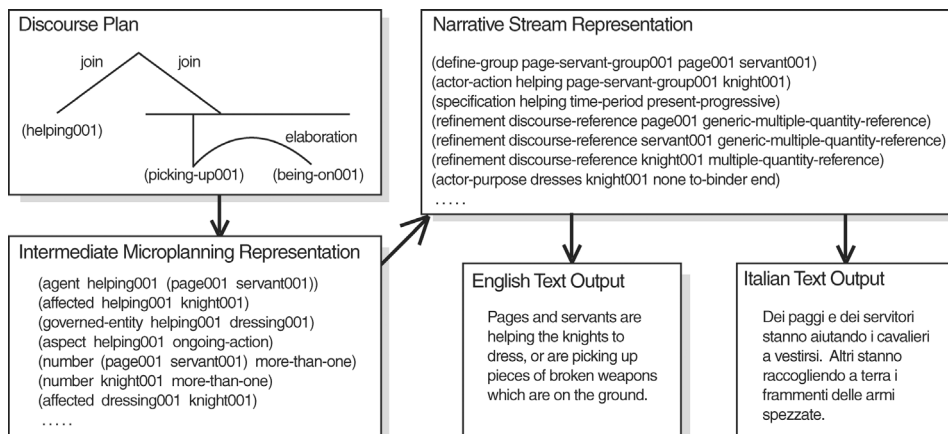 Discourse Plan
join
join
(helping001)
elaboration
(picking-up001)
(being-on001)
Intermediate Microplanning Representation
(agent helping001 (page001 servant001))
(affected helping001 knight001)
(governed-entity helping001 dressing001)
(aspect helping001 ongoing-action)
(number (page001 servant001) more-than-one)
(number knight001 more-than-one)
(affected dressing001 knight001)
.....
Narrative Stream Representation
(define-group page-servant-group001 page001 servant001)
(actor-action helping page-servant-group001 knight001)
(specification helping time-period present-progressive)
(refinement discourse-reference page001 generic-multiple-quantity-reference)
(refinement discourse-reference servant001 generic-multiple-quantity-reference)
(refinement discourse-reference knight001 multiple-quantity-reference)
(actor-purpose dresses knight001 none to-binder end)
.....
English Text Output
Pages and servants are
helping the knights to
dress, or are picking up
pieces of broken weapons
which are on the ground.
Italian Text Output
Dei paggi e dei servitori
stanno aiutando i cavalieri
a vestirsi. Altri stanno
raccogliendo a terra i
frammenti delle armi
spezzate.